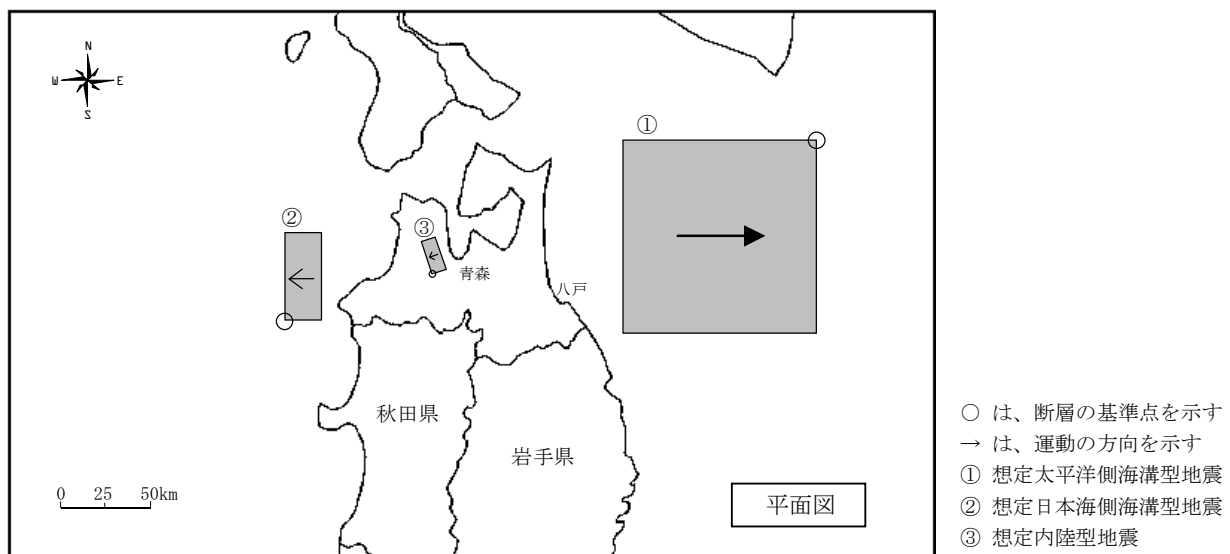 N
W E
S
①
②
③
青森
八戸
秋田県
岩手県
0 25 50km
平面図
○ は、断層の基準点を示す
→ は、運動の方向を示す
① 想定太平洋側海溝型地震
② 想定日本海側海溝型地震
③ 想定内陸型地震